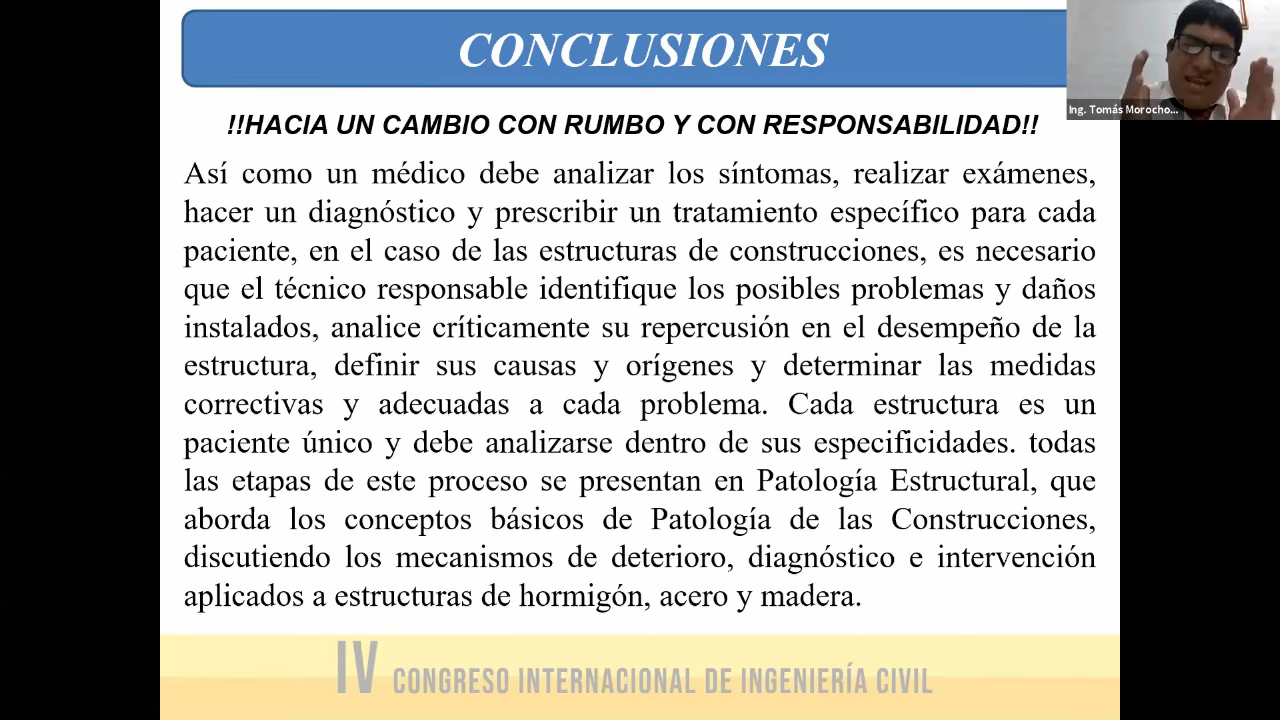 CONCLUSIONES
Ing. Tomás Morocho...
!!HACIA UN CAMBIO CON RUMBO Y CON RESPONSABILIDAD!!
Así como un médico debe analizar los síntomas, realizar exámenes,
hacer un diagnóstico y prescribir un tratamiento específico para cada
paciente, en el caso de las estructuras de construcciones, es necesario
que el técnico responsable identifique los posibles problemas y daños
instalados, analice críticamente su repercusión en el desempeño de la
estructura, definir sus causas y orígenes y determinar las medidas
correctivas y adecuadas a cada problema. Cada estructura es un
paciente único y debe analizarse dentro de sus especificidades. todas
las etapas de este proceso se presentan en Patología Estructural, que
aborda los conceptos básicos de Patología de las Construcciones,
discutiendo los mecanismos de deterioro, diagnóstico e intervención
aplicados a estructuras de hormigón, acero y madera.
IV CONGRESO INTERNACIONAL DE INGENIERÍA CIVIL